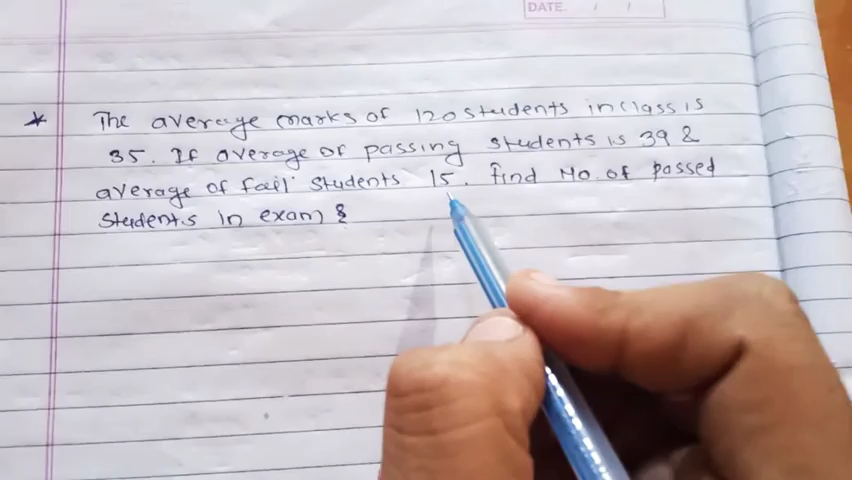 DATE. / /
* The average marks of 120 students in class is
35. If average of passing students is 39 &
average of fail students 15. find No. of passed
students in exam ?